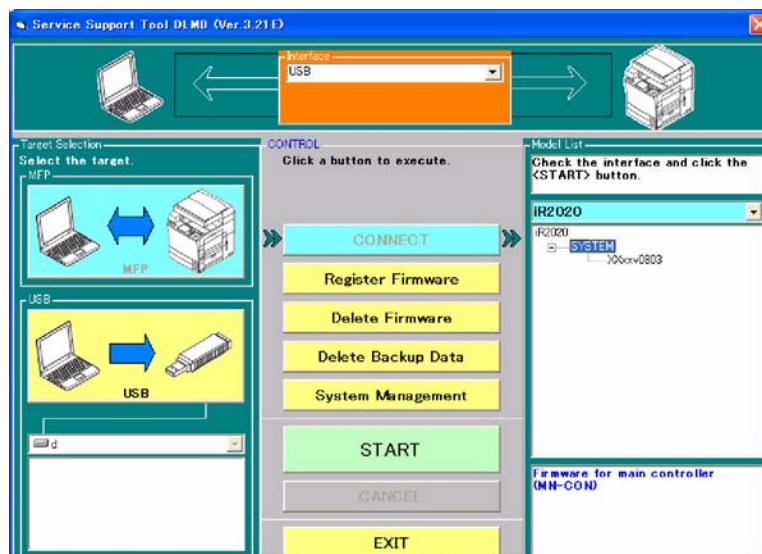 Service Support Tool DLMB (Ver.3.21E)
Interface
USB
Target Selection
Select the target.
MFP
MFP
USB
USB
d:
CONTROL
Click a button to execute.
CONNECT
Register Firmware
Delete Firmware
Delete Backup Data
System Management
START
CANCEL
EXIT
Model List
Check the interface and click the
<START> button.
iR2020
iR2020
SYSTEM
XXxxv0803
Firmware for main controller
(MN-CON)